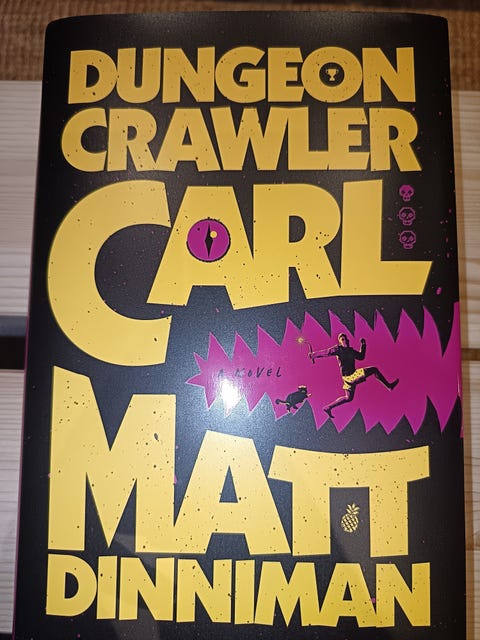 DUNGEON
CRAWLER
CARL
A NOVEL
MATT
DINNIMAN